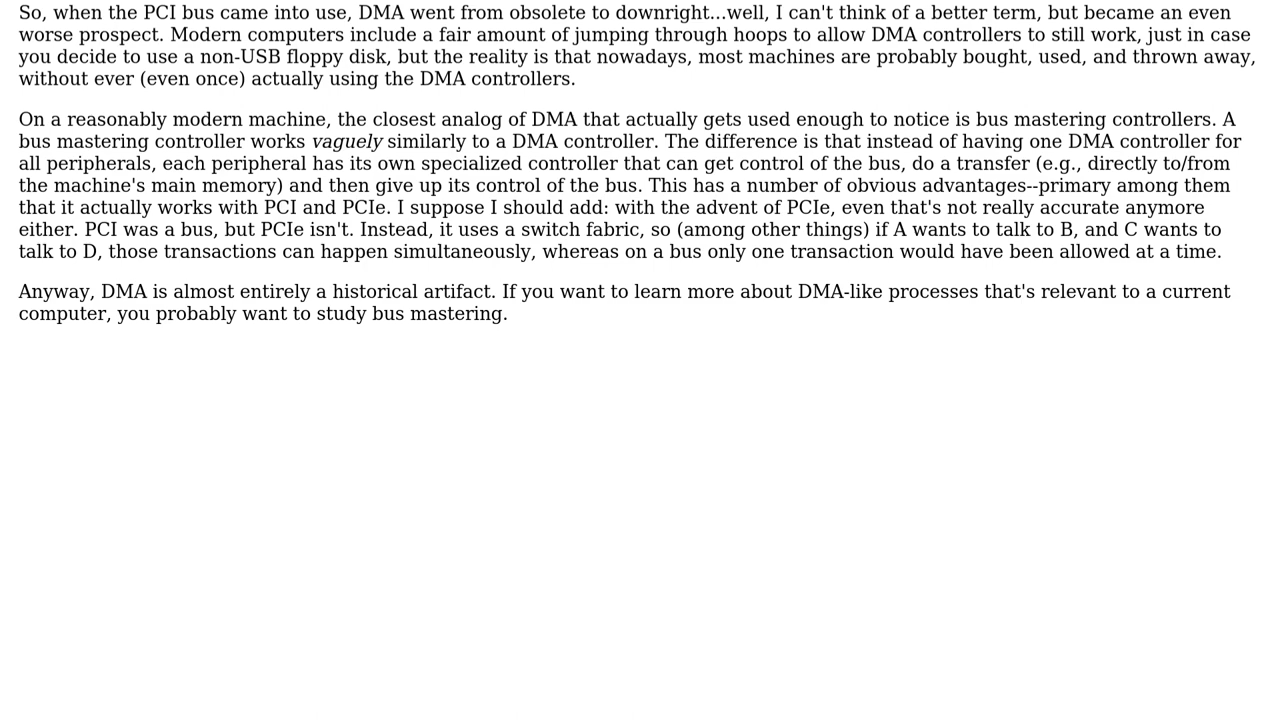 So, when the PCI bus came into use, DMA went from obsolete to downright...well, I can't think of a better term, but became an even
worse prospect. Modern computers include a fair amount of jumping through hoops to allow DMA controllers to still work, just in case
you decide to use a non-USB floppy disk, but the reality is that nowadays, most machines are probably bought, used, and thrown away,
without ever (even once) actually using the DMA controllers.
On a reasonably modern machine, the closest analog of DMA that actually gets used enough to notice is bus mastering controllers. A
bus mastering controller works vaguely similarly to a DMA controller. The difference is that instead of having one DMA controller for
all peripherals, each peripheral has its own specialized controller that can get control of the bus, do a transfer (e.g., directly to/from
the machine's main memory) and then give up its control of the bus. This has a number of obvious advantages--primary among them
that it actually works with PCI and PCIe. I suppose I should add: with the advent of PCIe, even that's not really accurate anymore
either. PCI was a bus, but PCIe isn't. Instead, it uses a switch fabric, so (among other things) if A wants to talk to B, and C wants to
talk to D, those transactions can happen simultaneously, whereas on a bus only one transaction would have been allowed at a time.
Anyway, DMA is almost entirely a historical artifact. If you want to learn more about DMA-like processes that's relevant to a current
computer, you probably want to study bus mastering.